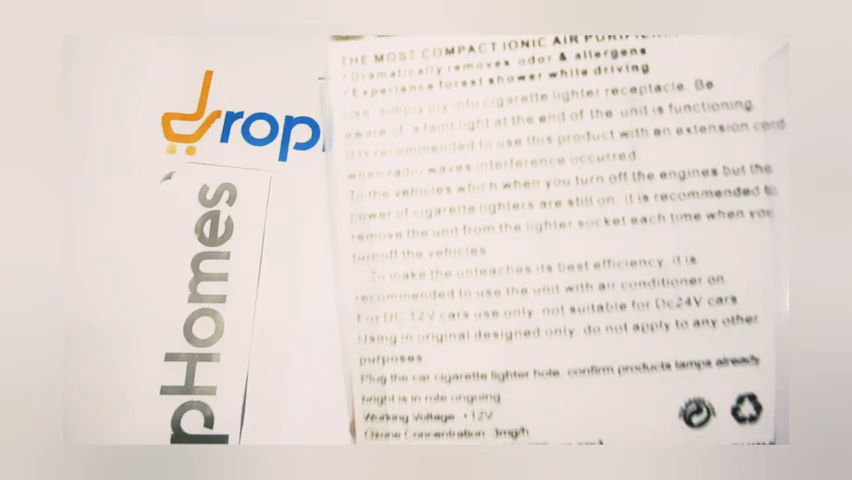 THE MOST COMPACT IONIC AIR
•Dramatically removes odor & allergens
•Experience forest shower while driving
Use, simply ply into cigarette lighter receptacle. Be
aware of a faint light at the end of the unit is functioning.
It is recommended to use this product with an extension cord
when radio waves interference occurred
To the vehicles which when you turn off the engines but the
power of cigarette lighters are still on, it is recommended to
remove the unit from the lighter socket each time when you
turnoff the vehicles
To make the unteaches its best efficiency, it is
recommended to use the unit with air conditioner on
For DC 12V cars use only, not suitable for Dc24V cars
Using in original designed only, do not apply to any other
purposes
Plug the car cigarette lighter hole, confirm products lamps already
bright is in role ongoing
Working Voltage +12V
Ozone Concentration 3mg/h
drop
pHomes